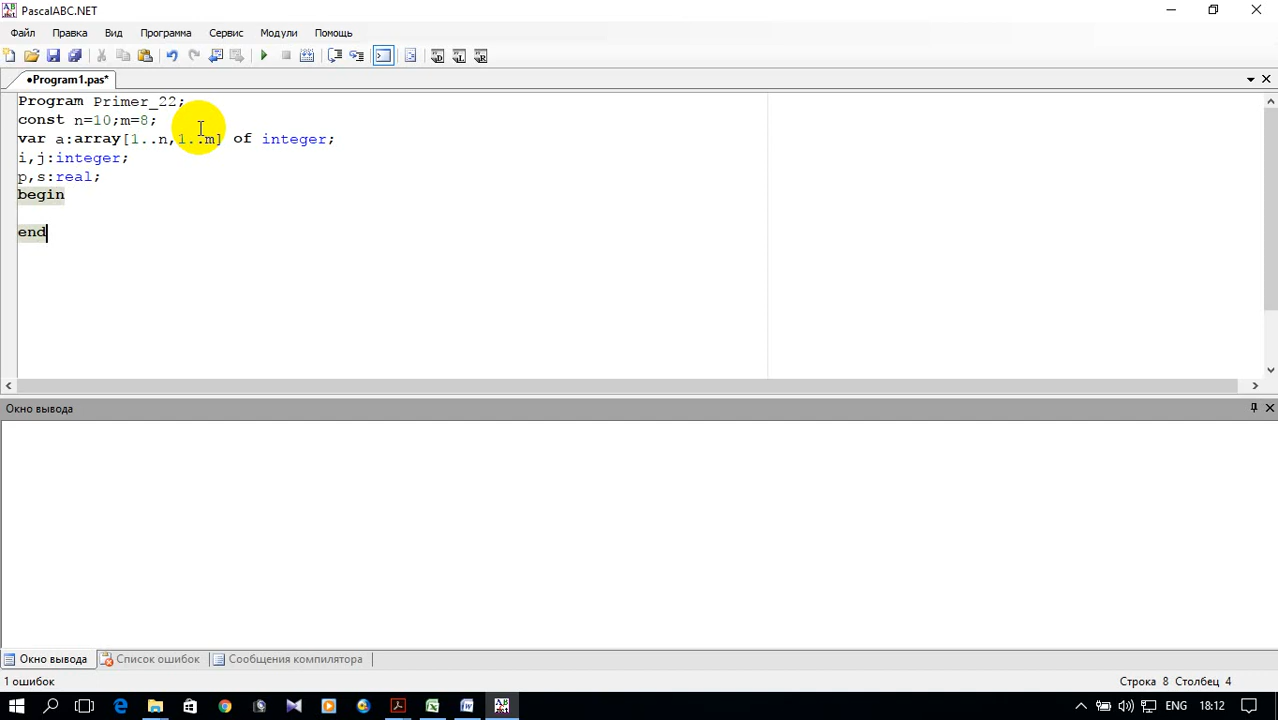 PascalABC.NET
Файл Правка Вид Программа Сервис Модули Помощь
•Program1.pas*
Program Primer_22;
const n=10;m=8;
var a:array[1..n,1..m] of integer;
i,j:integer;
p,s:real;
begin
end
Окно вывода
Окно вывода Список ошибок Сообщения компилятора
1 ошибок Строка 8 Столбец 4
ENG 18:12